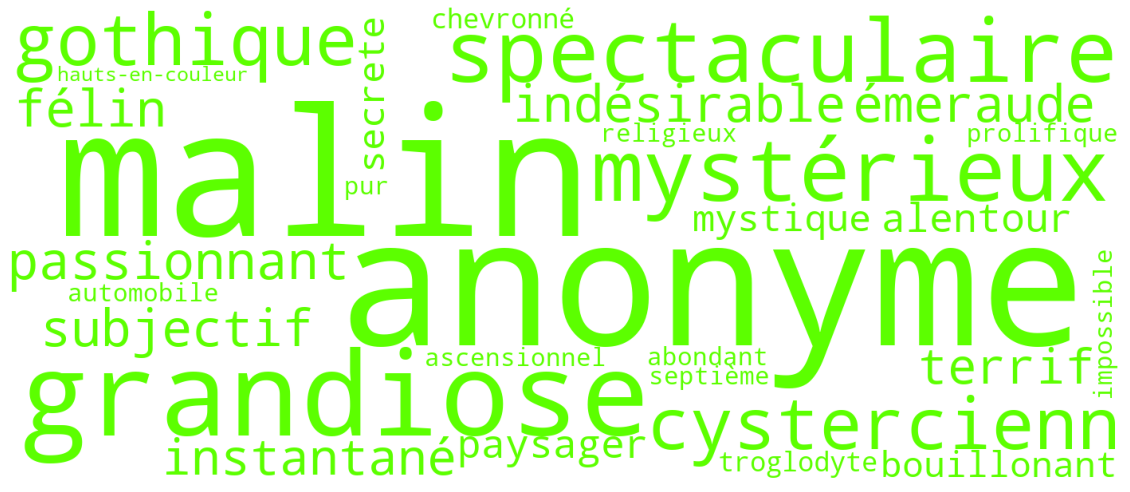 gothique
chevronné
spectaculaire
hauts-en-couleur
secrete
félin
indésirable
émeraude
malin
religieux
prolifique
mystérieux
pur
mystique
alentour
passionnant
anonyme
automobile
impossible
subjectif
grandiose
ascensionnel
abondant
terrif
septième
cystercienn
instantané
paysager
troglodyte
bouillonant